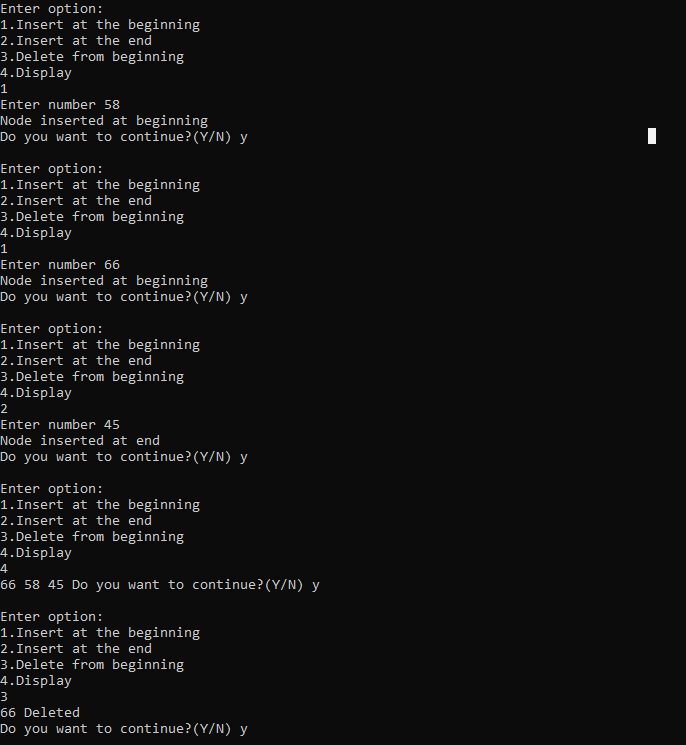 Enter option:
1.Insert at the beginning
2.Insert at the end
3.Delete from beginning
4.Display
1
Enter number 58
Node inserted at beginning
Do you want to continue?(Y/N) y
Enter option:
1.Insert at the beginning
2.Insert at the end
3.Delete from beginning
4.Display
1
Enter number 66
Node inserted at beginning
Do you want to continue?(Y/N) y
Enter option:
1.Insert at the beginning
2.Insert at the end
3.Delete from beginning
4.Display
2
Enter number 45
Node inserted at end
Do you want to continue?(Y/N) y
Enter option:
1.Insert at the beginning
2.Insert at the end
3.Delete from beginning
4.Display
4
66 58 45 Do you want to continue?(Y/N) y
Enter option:
1.Insert at the beginning
2.Insert at the end
3.Delete from beginning
4.Display
3
66 Deleted
Do you want to continue?(Y/N) y